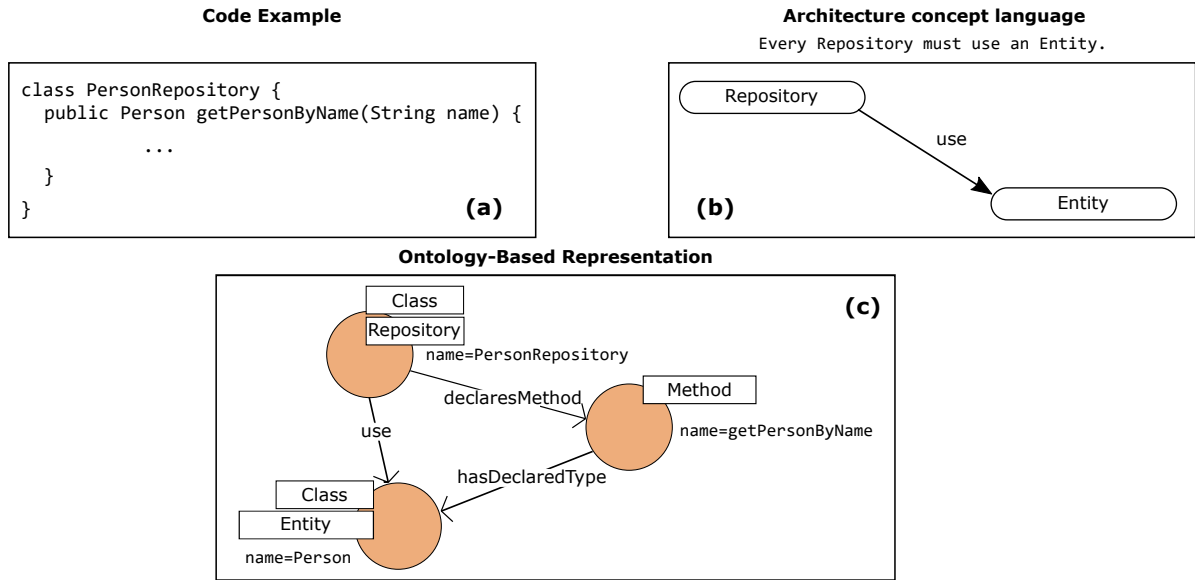 Code Example
class PersonRepository {
public Person getPersonByName(String name) {
...
}
}
(a)
Architecture concept language
Every Repository must use an Entity.
Repository
use
Entity
(b)
Ontology-Based Representation
(c)
Class
Repository
name=PersonRepository
declaresMethod
Method
name=getPersonByName
use
hasDeclaredType
Class
Entity
name=Person